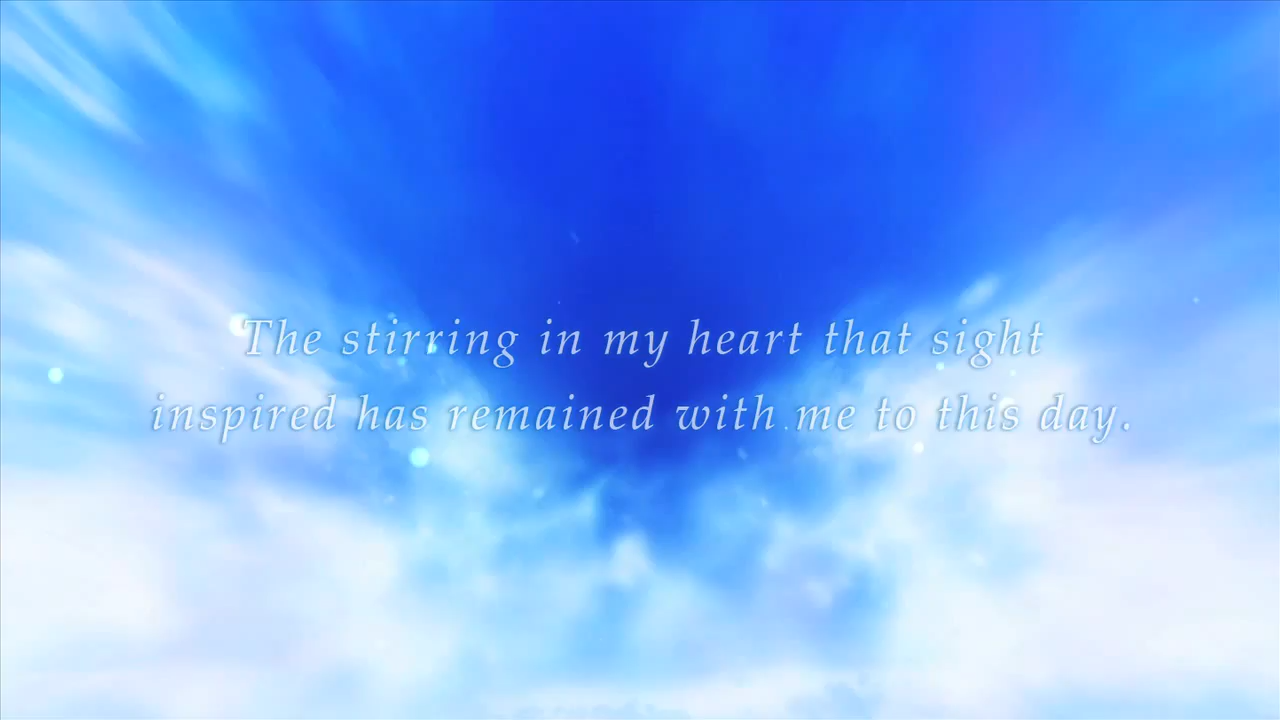 The stirring in my heart that sight
inspired has remained with me to this day.